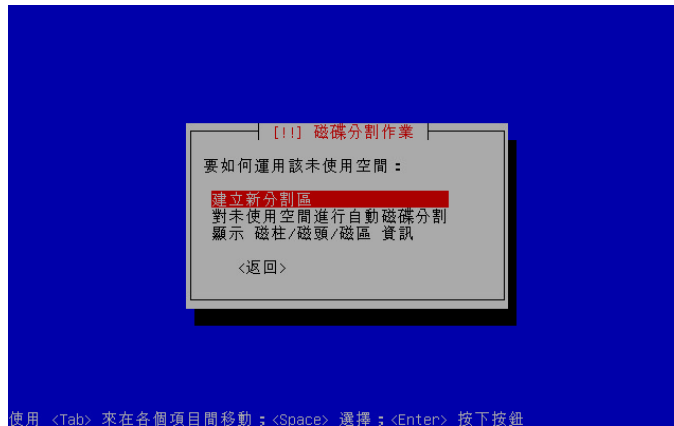 [!!] 磁碟分割作業
要如何運用該未使用空間：
建立新分割區
對未使用空間進行自動磁碟分割
顯示 磁柱/磁頭/磁區 資訊
<返回>
使用 <Tab> 來在各個項目間移動；<Space> 選擇；<Enter> 按下按鈕